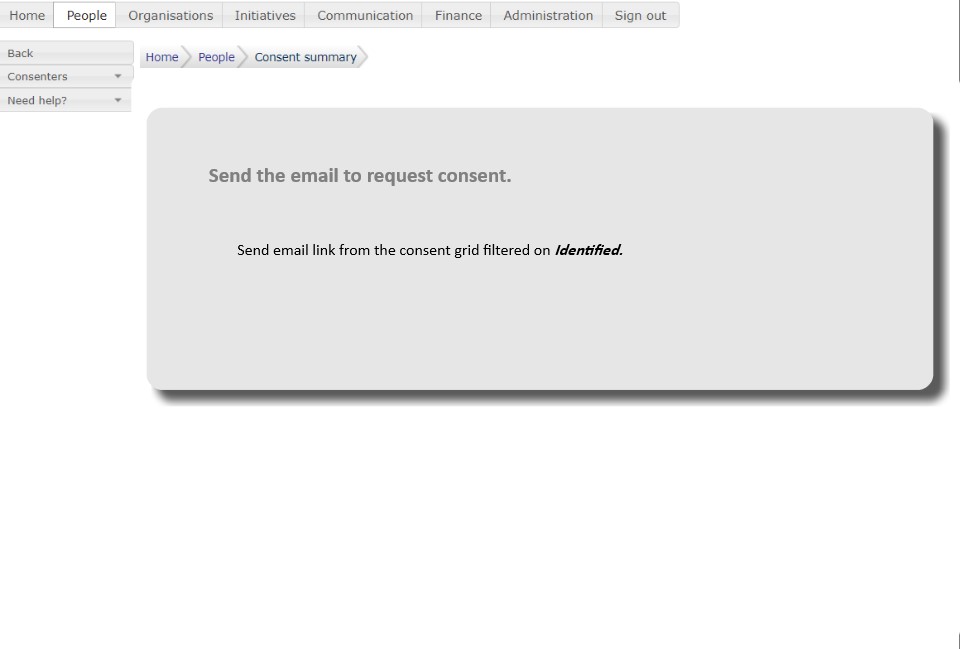 Home People Organisations Initiatives Communication Finance Administration Sign out
Back
Consenters
Need help?
Home People Consent summary
Send the email to request consent.
Send email link from the consent grid filtered on Identified.